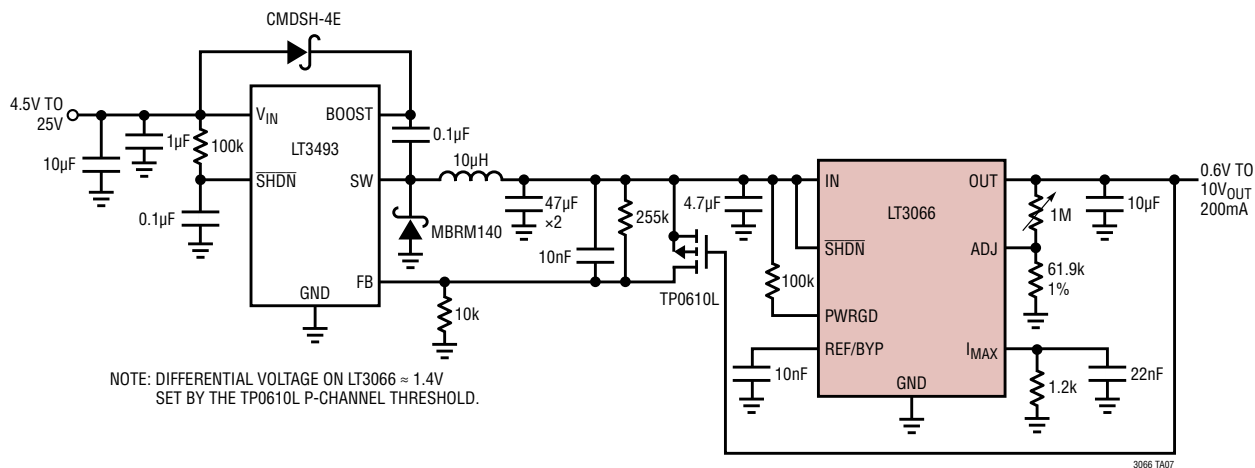 CMDSH-4E
4.5V TO
25V
10µF
1µF
100k
0.1µF
VIN
BOOST
LT3493
SHDN
SW
FB
GND
0.1µF
10µH
MBRM140
47µF
×2
10nF
255k
10k
TP0610L
4.7µF
100k
IN
OUT
LT3066
SHDN
ADJ
PWRGD
REF/BYP
IMAX
GND
10nF
1M
61.9k
1%
10µF
1.2k
22nF
0.6V TO
10VOUT
200mA
NOTE: DIFFERENTIAL VOLTAGE ON LT3066 ≈ 1.4V
SET BY THE TP0610L P-CHANNEL THRESHOLD.
3066 TA07